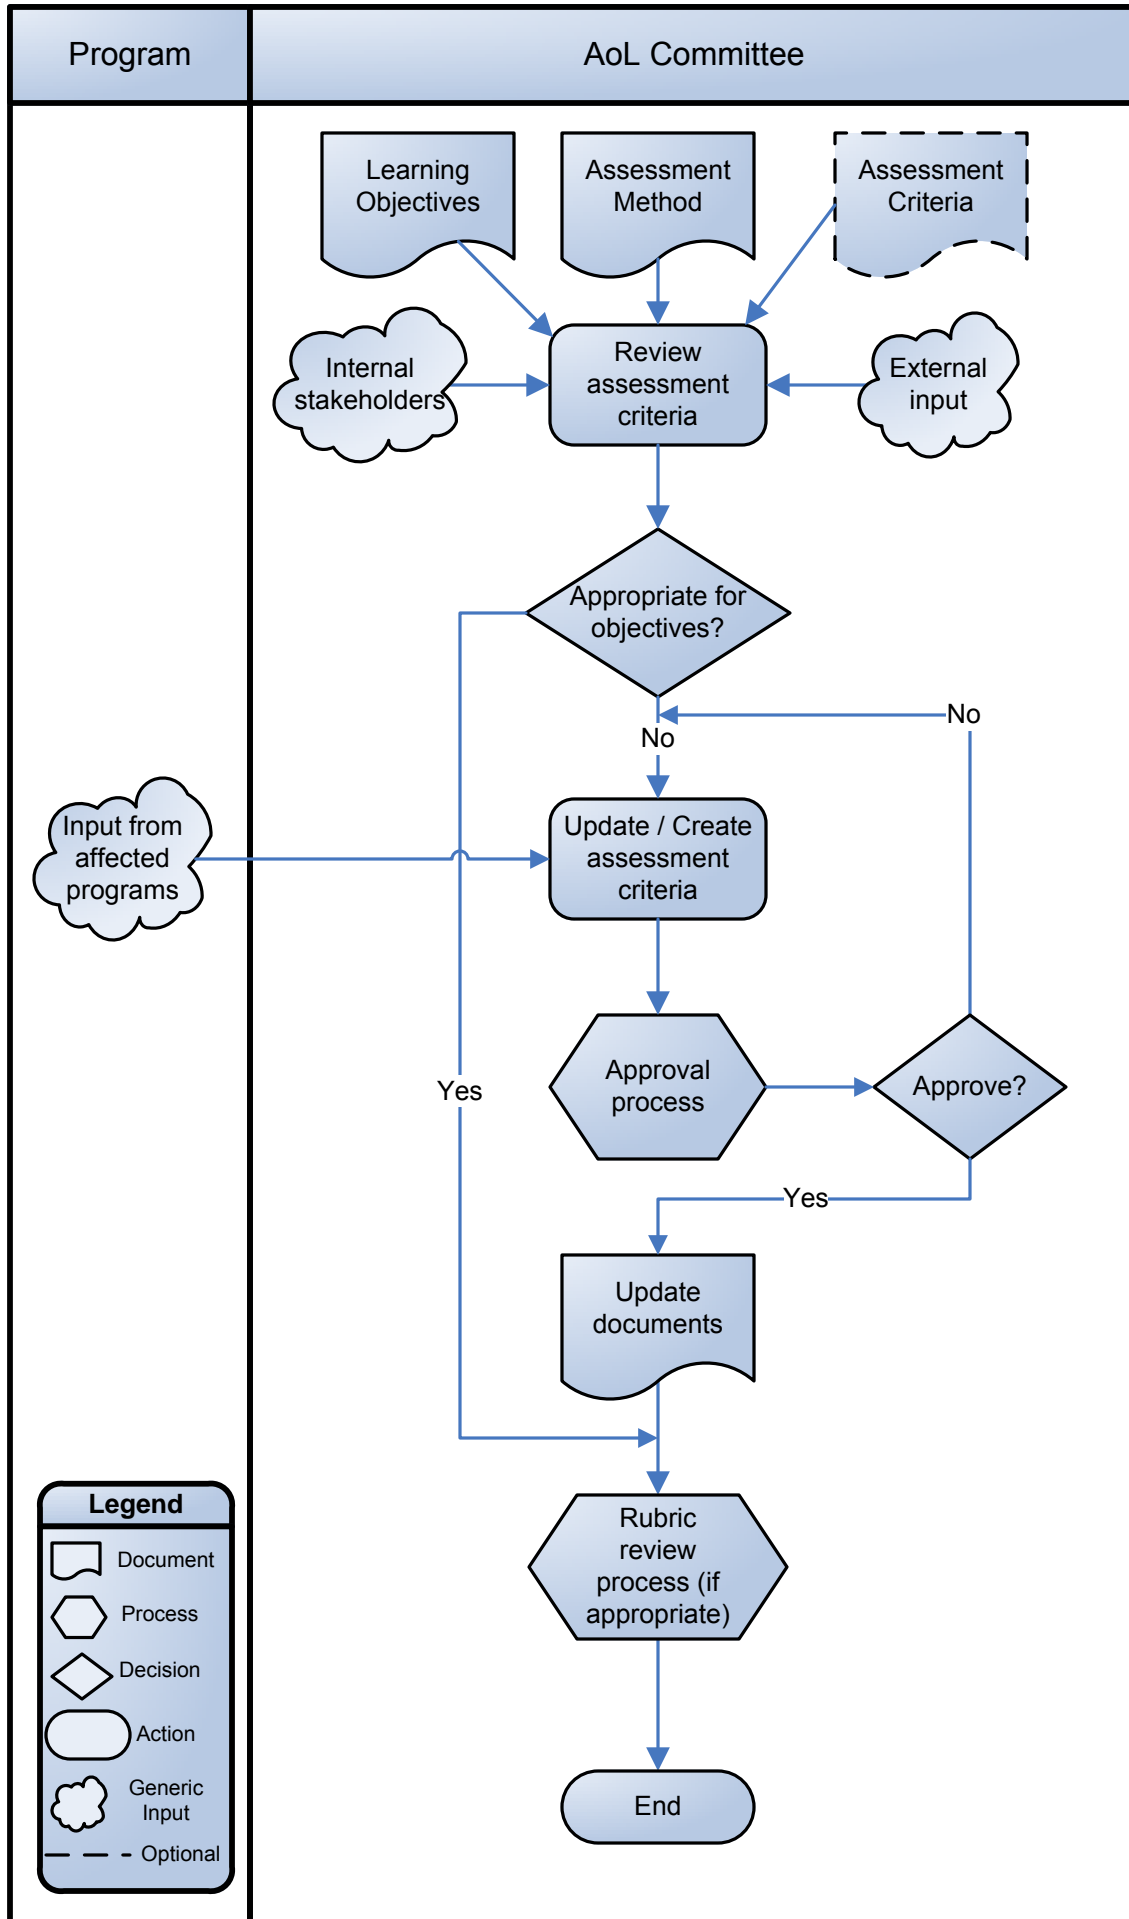 Program
AoL Committee
Learning
Objectives
Assessment
Method
Assessment
Criteria
Internal
stakeholders
Review
assessment
criteria
External
input
Appropriate for
objectives?
No
No
Input from
affected
programs
Update / Create
assessment
criteria
Yes
Approval
process
Approve?
Yes
Update
documents
Rubric
review
process (if
appropriate)
End
Legend
Document
Process
Decision
Action
Generic
Input
Optional